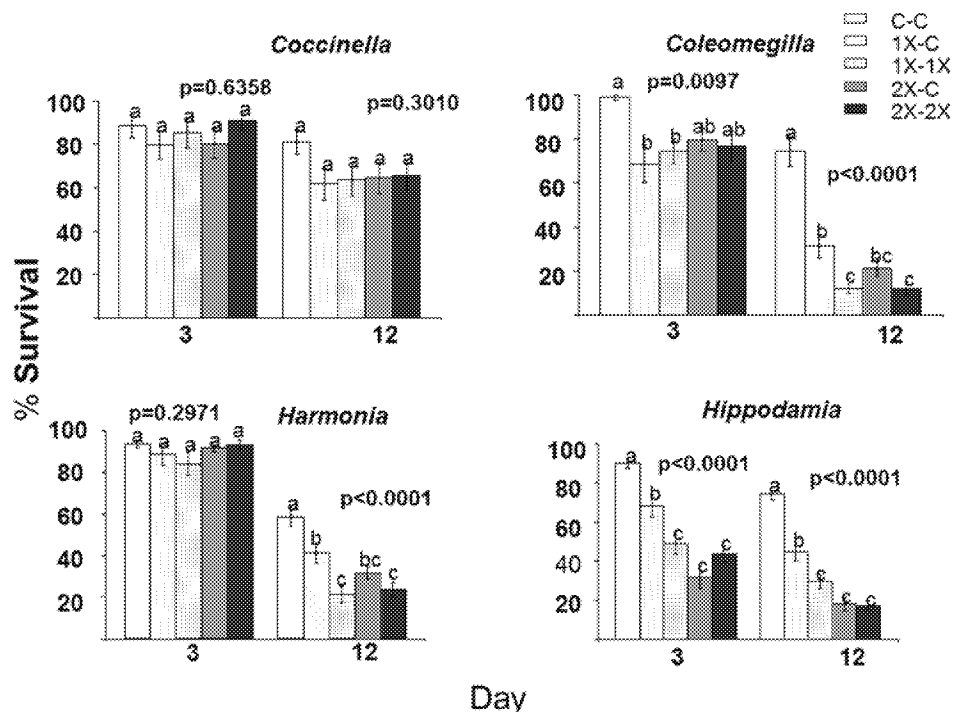 C-C
1X-C
1X-1X
2X-C
2X-2X
Coccinella
p=0.6358
p=0.3010
100
80
60
40
20
a a a a a
a a a a a
3 12
Coleomegilla
p=0.0097
p<0.0001
100
80
60
40
20
a b b ab ab
a b c bc c
3 12
% Survival
Harmonia
p=0.2971
p<0.0001
100
80
60
40
20
a a a a a
a b c bc c
3 12
Hippodamia
p<0.0001
p<0.0001
100
80
60
40
20
a b c c c
a b c c c
3 12
Day